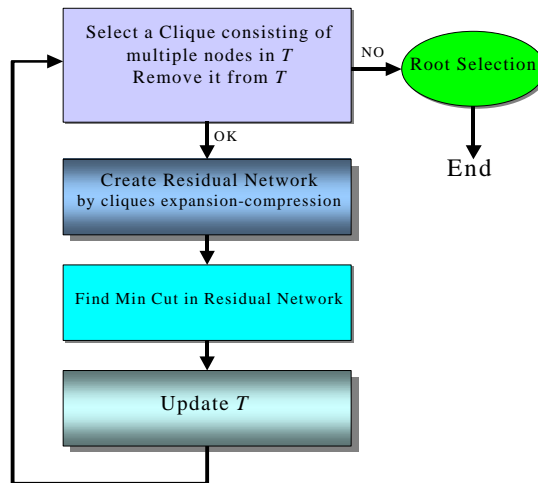 Select a Clique consisting of
multiple nodes in T
Remove it from T
NO
Root Selection
OK
End
Create Residual Network
by cliques expansion-compression
Find Min Cut in Residual Network
Update T